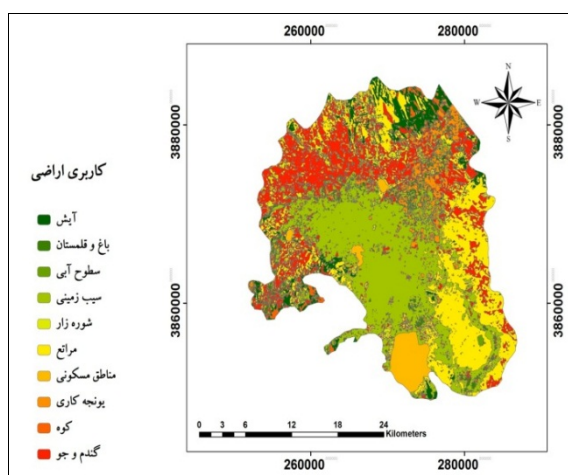 260000 280000
N
W E
S
3880000 3880000
کاربری اراضی
آیش
باغ و قلمستان
سطوح آبی
سیب زمینی
شوره زار
مراتع
مناطق مسکونی
یونجه کاری
کوه
گندم و جو
3860000 3860000
0 3 6 12 18 24
Kilometers
260000 280000